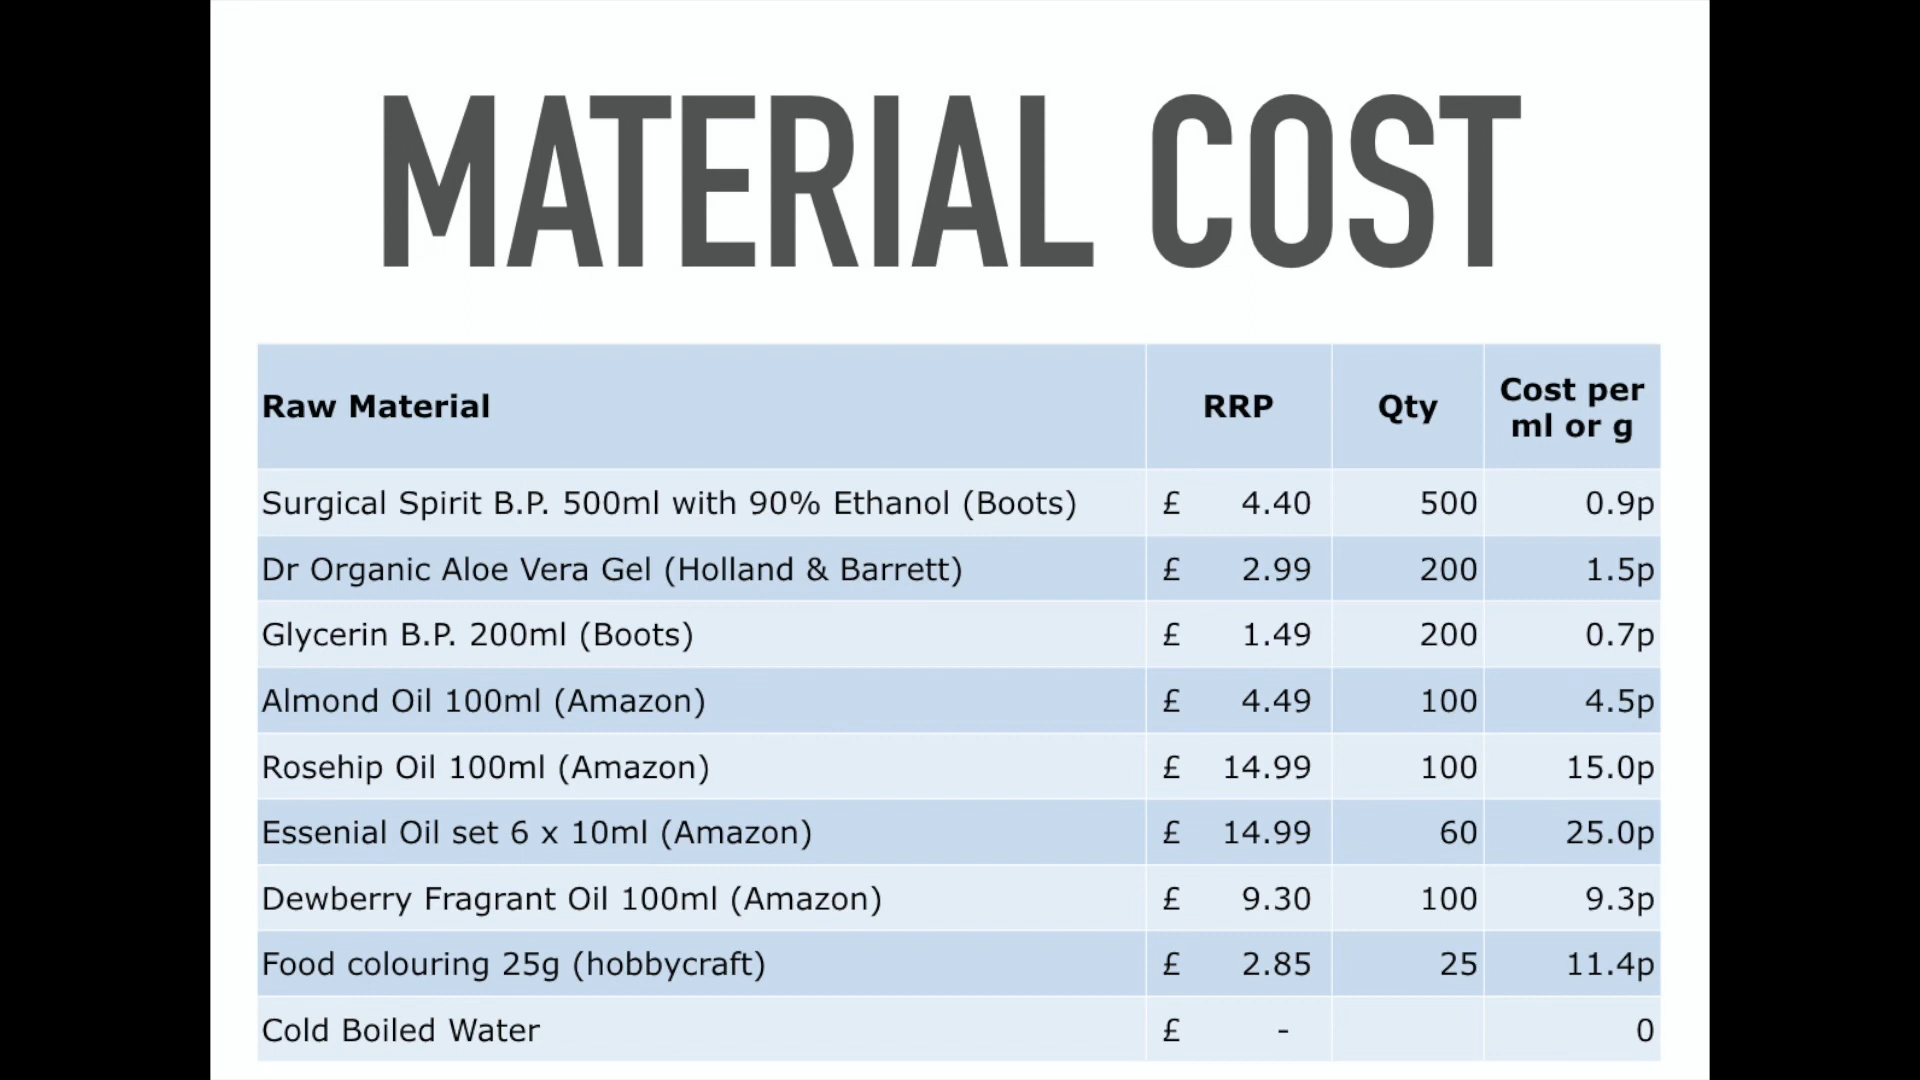 MATERIAL COST
Raw Material RRP Qty Cost per ml or g
Surgical Spirit B.P. 500ml with 90% Ethanol (Boots) £ 4.40 500 0.9p
Dr Organic Aloe Vera Gel (Holland & Barrett) £ 2.99 200 1.5p
Glycerin B.P. 200ml (Boots) £ 1.49 200 0.7p
Almond Oil 100ml (Amazon) £ 4.49 100 4.5p
Rosehip Oil 100ml (Amazon) £ 14.99 100 15.0p
Essenial Oil set 6 x 10ml (Amazon) £ 14.99 60 25.0p
Dewberry Fragrant Oil 100ml (Amazon) £ 9.30 100 9.3p
Food colouring 25g (hobbycraft) £ 2.85 25 11.4p
Cold Boiled Water £ - 0